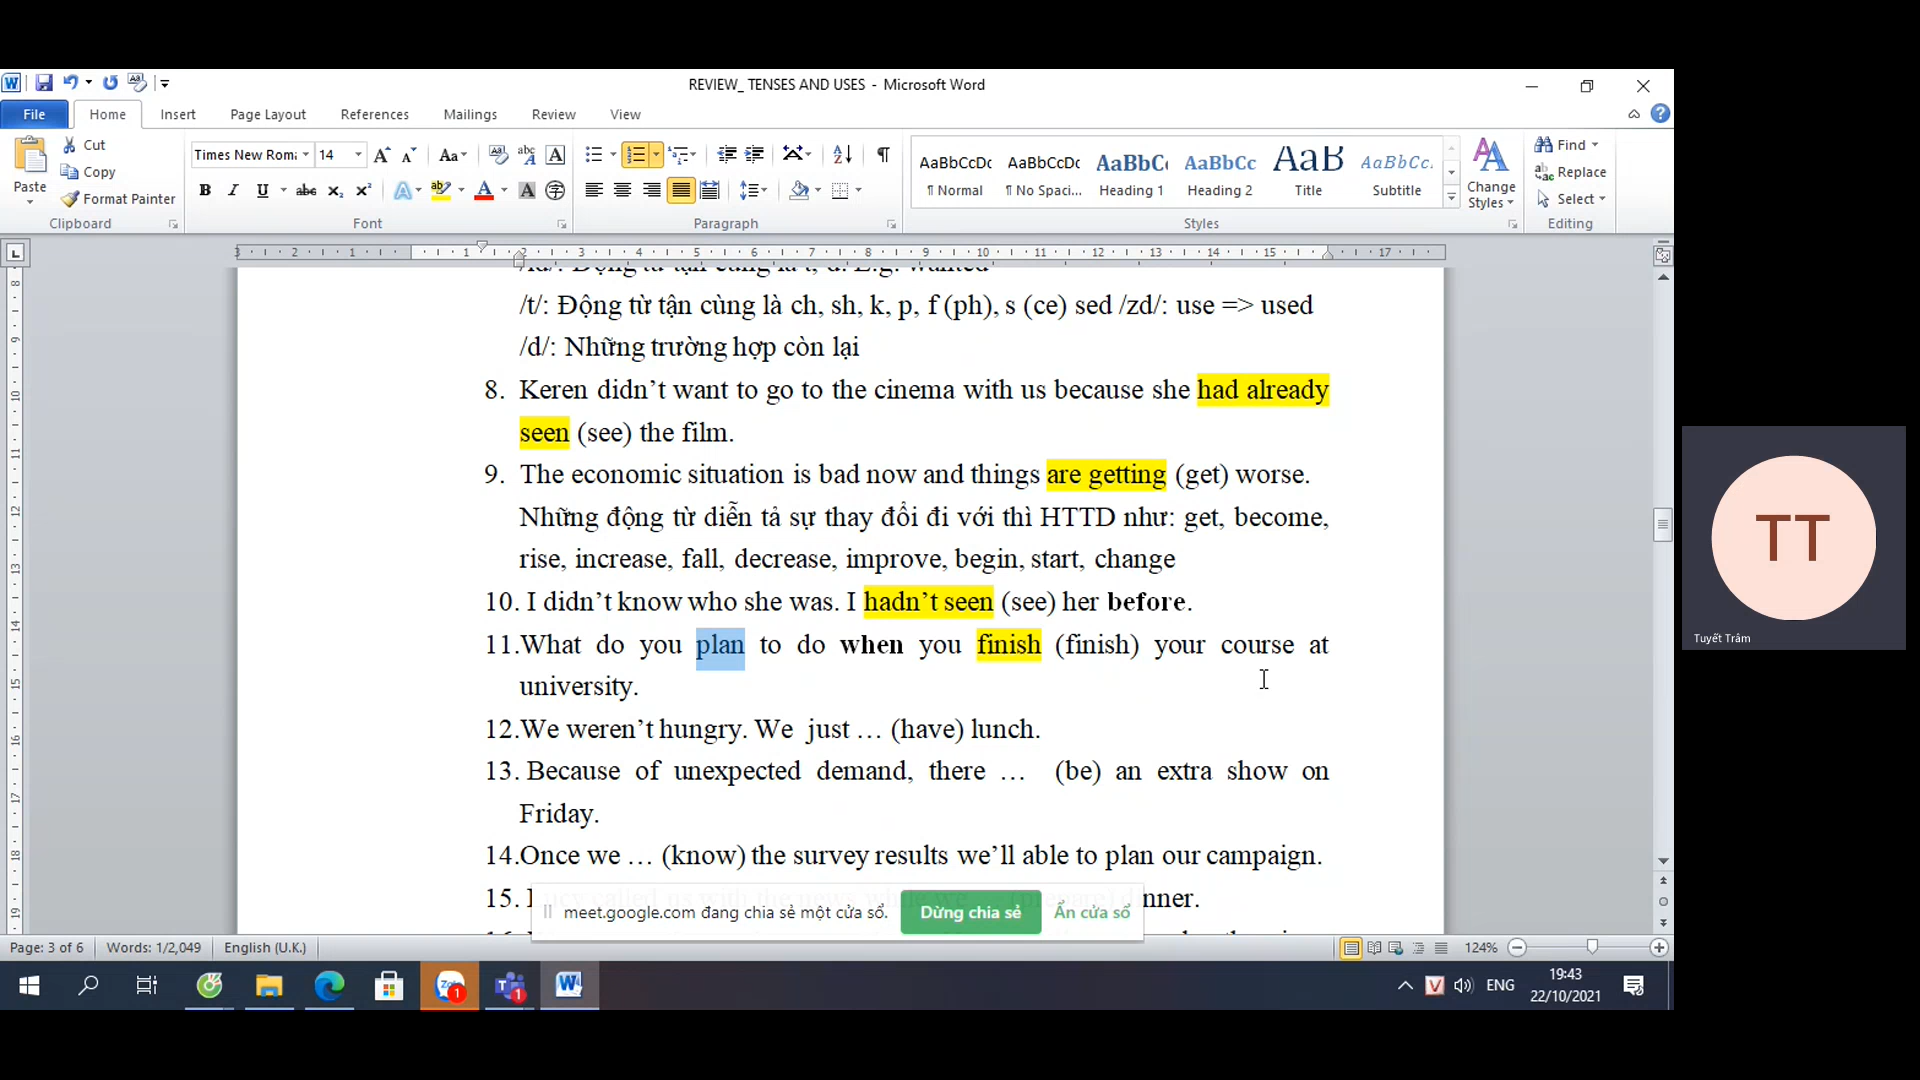 REVIEW_ TENSES AND USES - Microsoft Word
File Home Insert Page Layout References Mailings Review View
Paste
Cut
Copy
Format Painter
Clipboard
Times New Roma 14
Font
Paragraph
AaBbCcDc AaBbCcDc AaBbC AaBbCc AaB AaBbCc.
¶ Normal ¶ No Spaci... Heading 1 Heading 2 Title Subtitle
Styles
Change Styles
Find
Replace
Select
Editing
/t/: Động từ tận cùng là ch, sh, k, p, f (ph), s (ce) sed /zd/: use => used
/d/: Những trường hợp còn lại
8. Keren didn't want to go to the cinema with us because she had already
seen (see) the film.
9. The economic situation is bad now and things are getting (get) worse.
Những động từ diễn tả sự thay đổi đi với thì HTTD như: get, become,
rise, increase, fall, decrease, improve, begin, start, change
10. I didn't know who she was. I hadn't seen (see) her before.
11.What do you plan to do when you finish (finish) your course at
university.
12.We weren't hungry. We just … (have) lunch.
13. Because of unexpected demand, there … (be) an extra show on
Friday.
14.Once we … (know) the survey results we'll able to plan our campaign.
15. nner.
meet.google.com đang chia sẻ một cửa sổ. Dừng chia sẻ Ẩn cửa sổ
Page: 3 of 6 Words: 1/2,049 English (U.K.) 124%
ENG
19:43
22/10/2021
TT
Tuyết Trâm